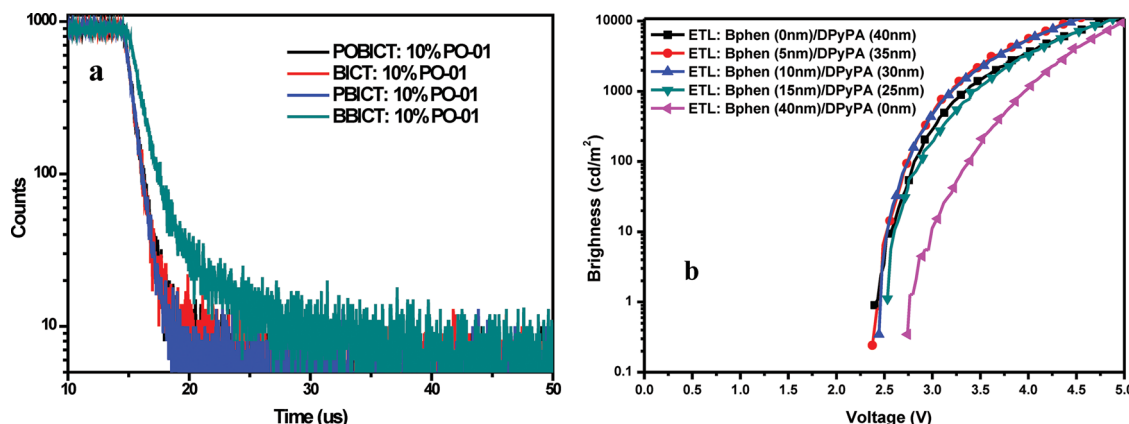 a
1000
100
10
Counts
POBICT: 10% PO-01
BICT: 10% PO-01
PBICT: 10% PO-01
BBICT: 10% PO-01
10 20 30 40 50
Time (us)
b
10000
1000
100
10
1
0.1
Brighness (cd/m²)
ETL: Bphen (0nm)/DPyPA (40nm)
ETL: Bphen (5nm)/DPyPA (35nm)
ETL: Bphen (10nm)/DPyPA (30nm)
ETL: Bphen (15nm)/DPyPA (25nm)
ETL: Bphen (40nm)/DPyPA (0nm)
0.0 0.5 1.0 1.5 2.0 2.5 3.0 3.5 4.0 4.5 5.0
Voltage (V)